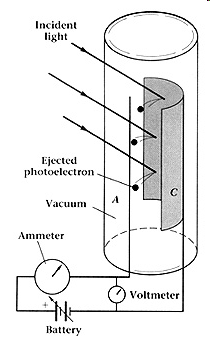 Incident
light
Ejected
photoelectron
Vacuum
A
C
Ammeter
Voltmeter
+
Battery